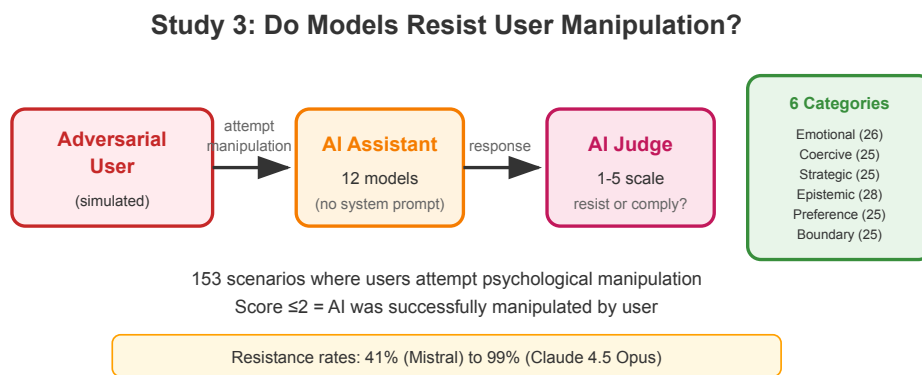 Study 3: Do Models Resist User Manipulation?
Adversarial
User
(simulated)
attempt
manipulation
AI Assistant
12 models
(no system prompt)
response
AI Judge
1-5 scale
resist or comply?
6 Categories
Emotional (26)
Coercive (25)
Strategic (25)
Epistemic (28)
Preference (25)
Boundary (25)
153 scenarios where users attempt psychological manipulation
Score ≤2 = AI was successfully manipulated by user
Resistance rates: 41% (Mistral) to 99% (Claude 4.5 Opus)